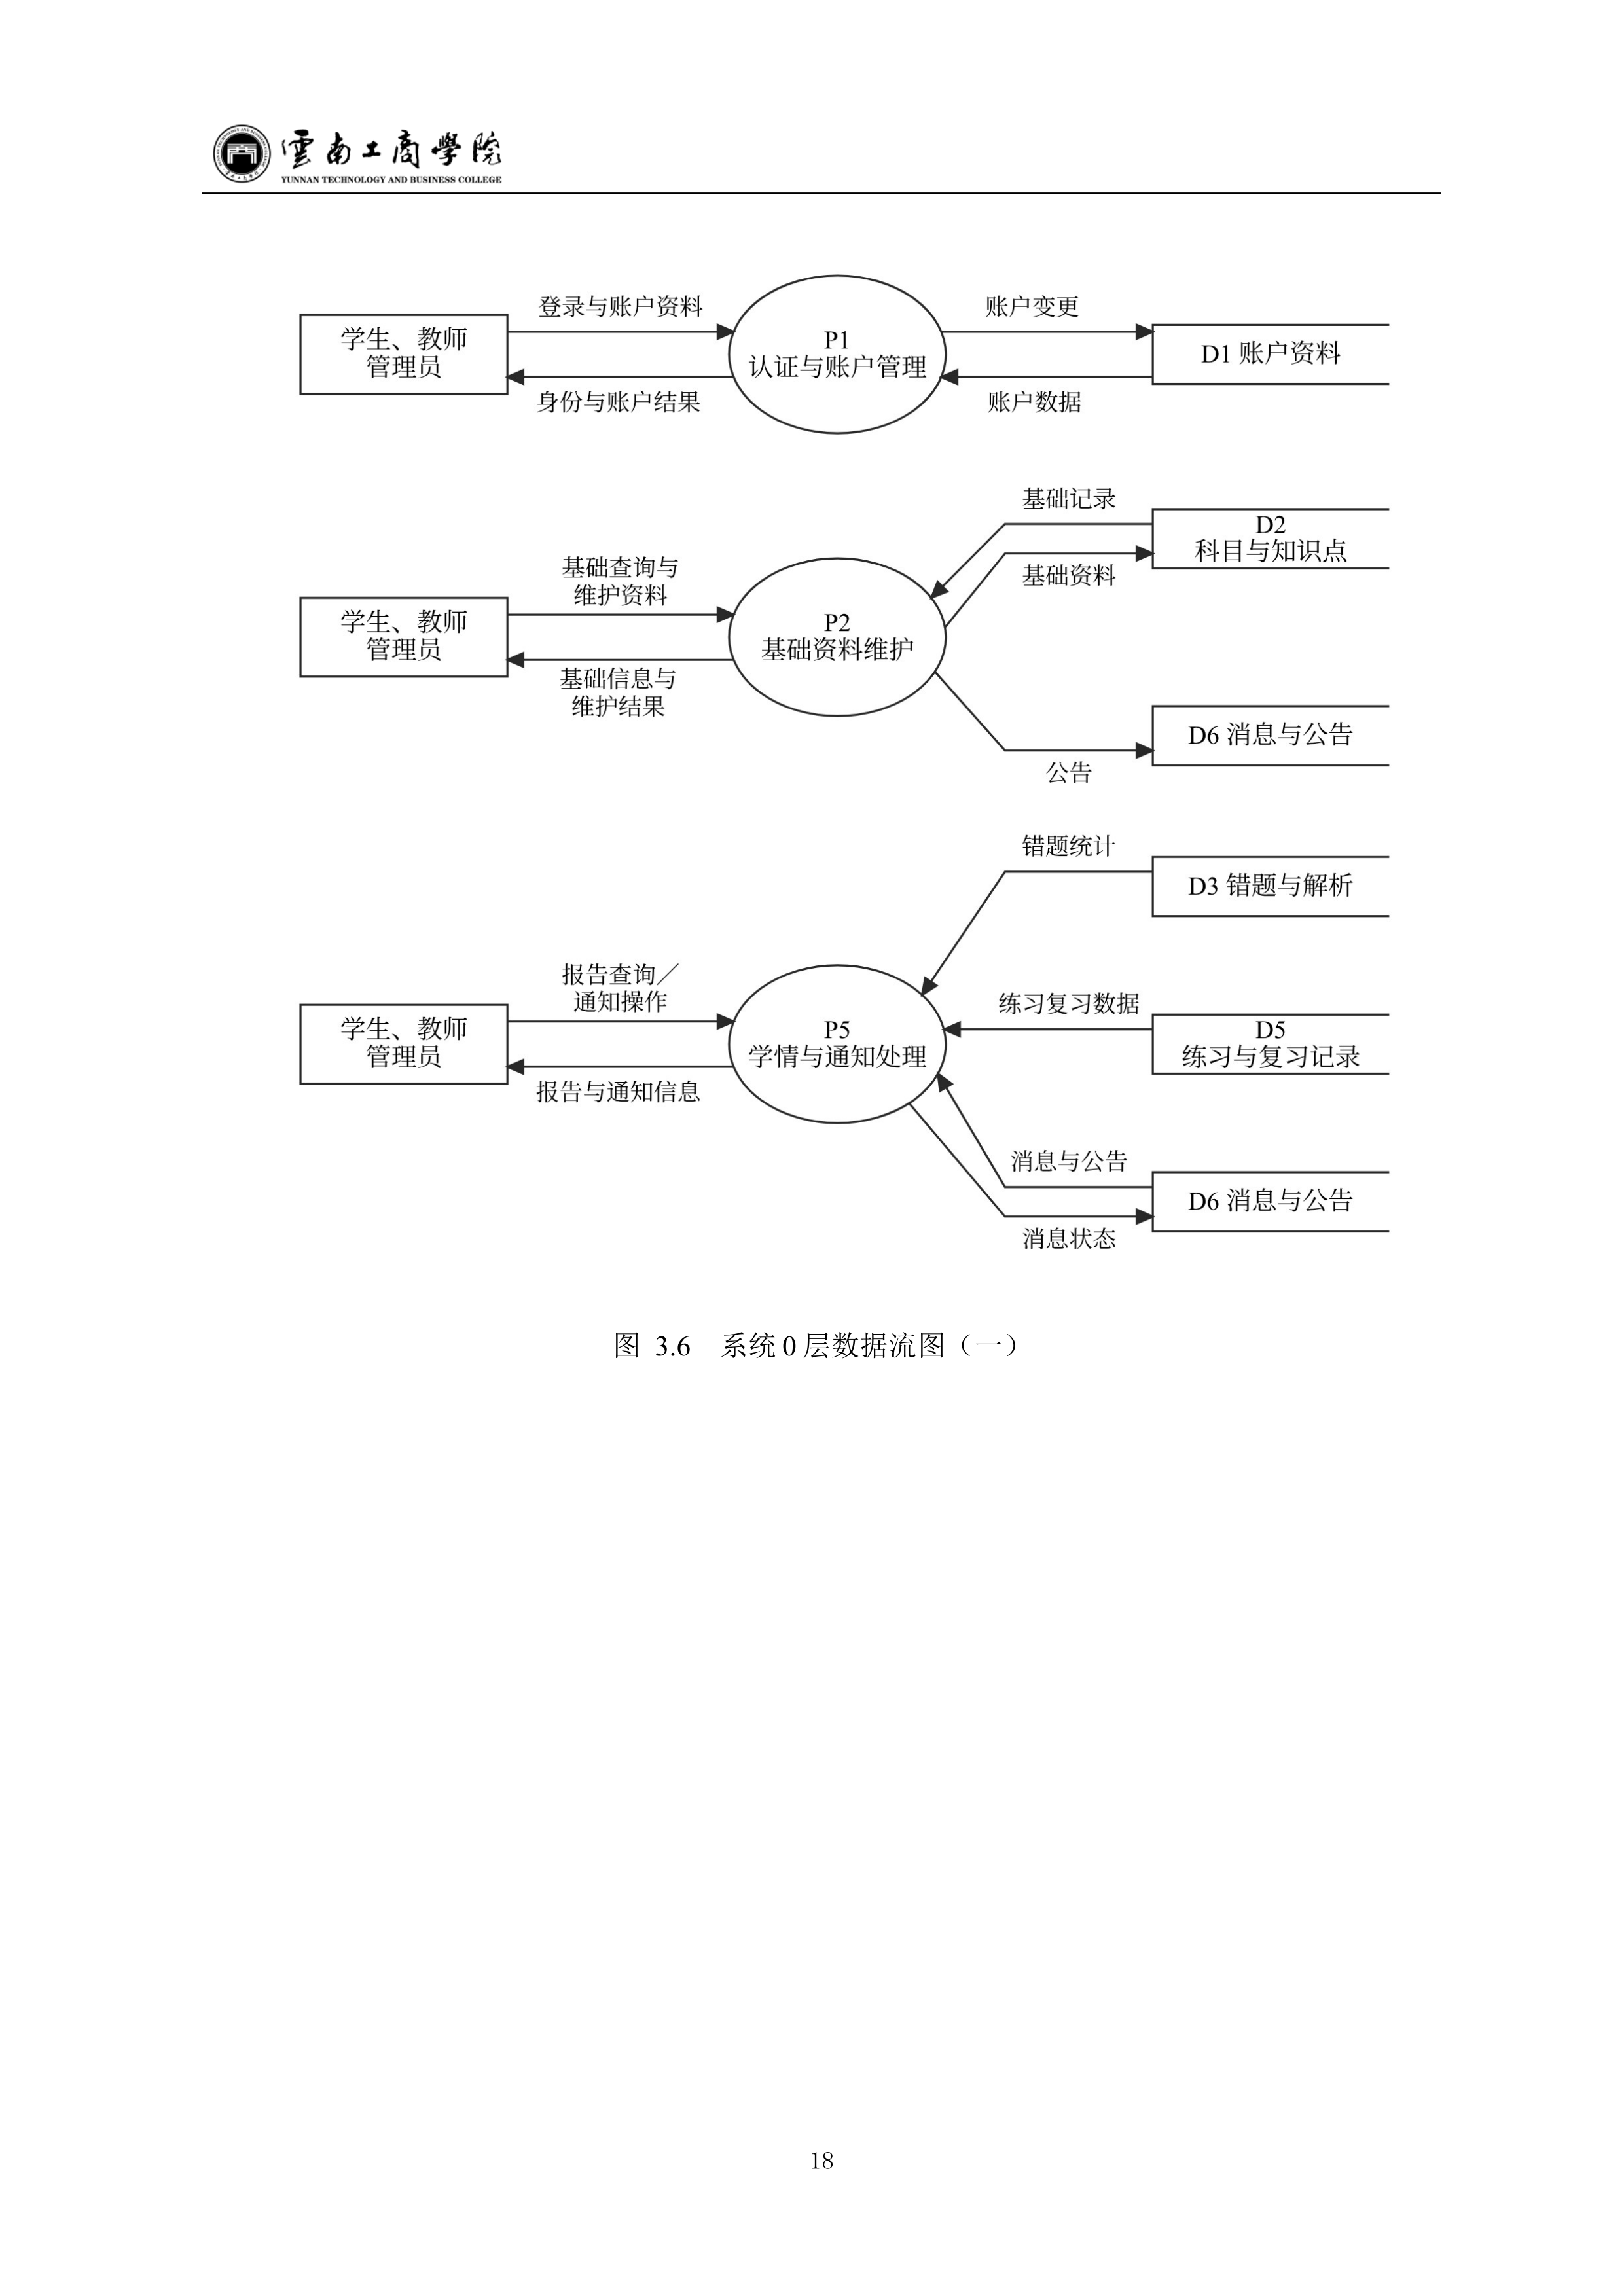 雲南工商學院
YUNNAN TECHNOLOGY AND BUSINESS COLLEGE
登录与账户资料
账户变更
学生、教师
管理员
P1
认证与账户管理
D1 账户资料
身份与账户结果
账户数据
基础记录
D2
科目与知识点
基础查询与
维护资料
基础资料
学生、教师
管理员
P2
基础资料维护
基础信息与
维护结果
D6 消息与公告
公告
错题统计
D3 错题与解析
报告查询／
通知操作
练习复习数据
学生、教师
管理员
P5
学情与通知处理
D5
练习与复习记录
报告与通知信息
消息与公告
D6 消息与公告
消息状态
图 3.6 系统 0 层数据流图（一）
18